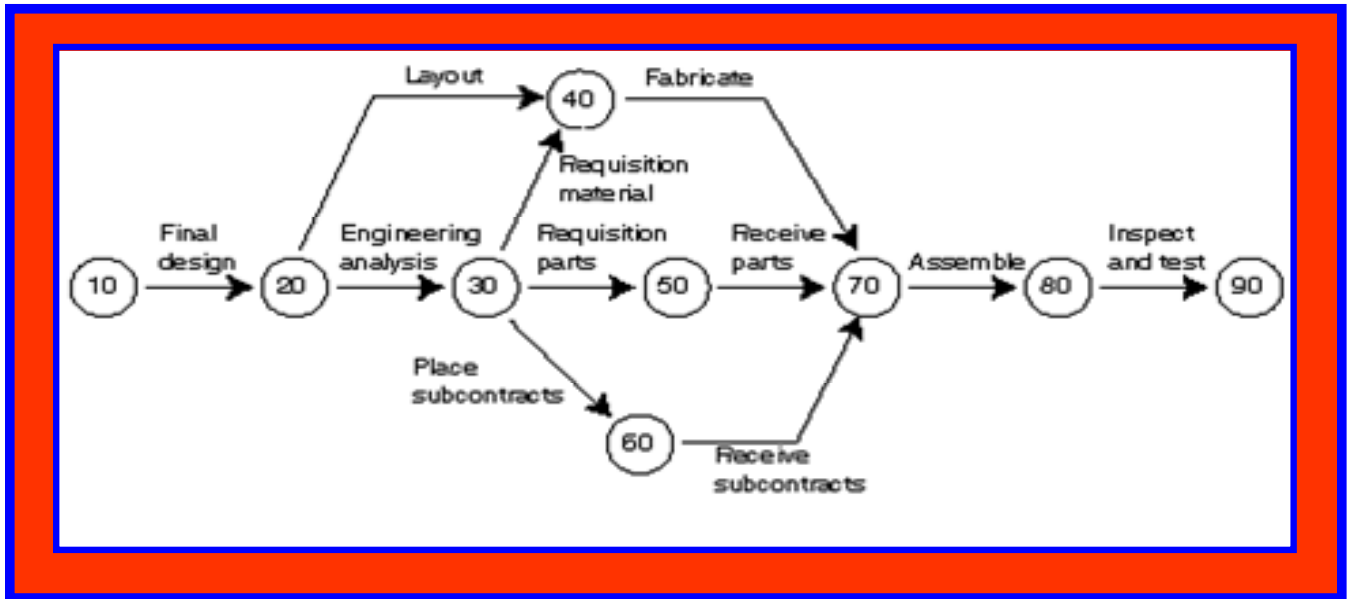 Layout
40
Fabricate
Requisition
material
Final
design
Engineering
analysis
Requisition
parts
Receive
parts
Assemble
Inspect
and test
10
20
30
50
70
80
90
Place
subcontracts
60
Receive
subcontracts